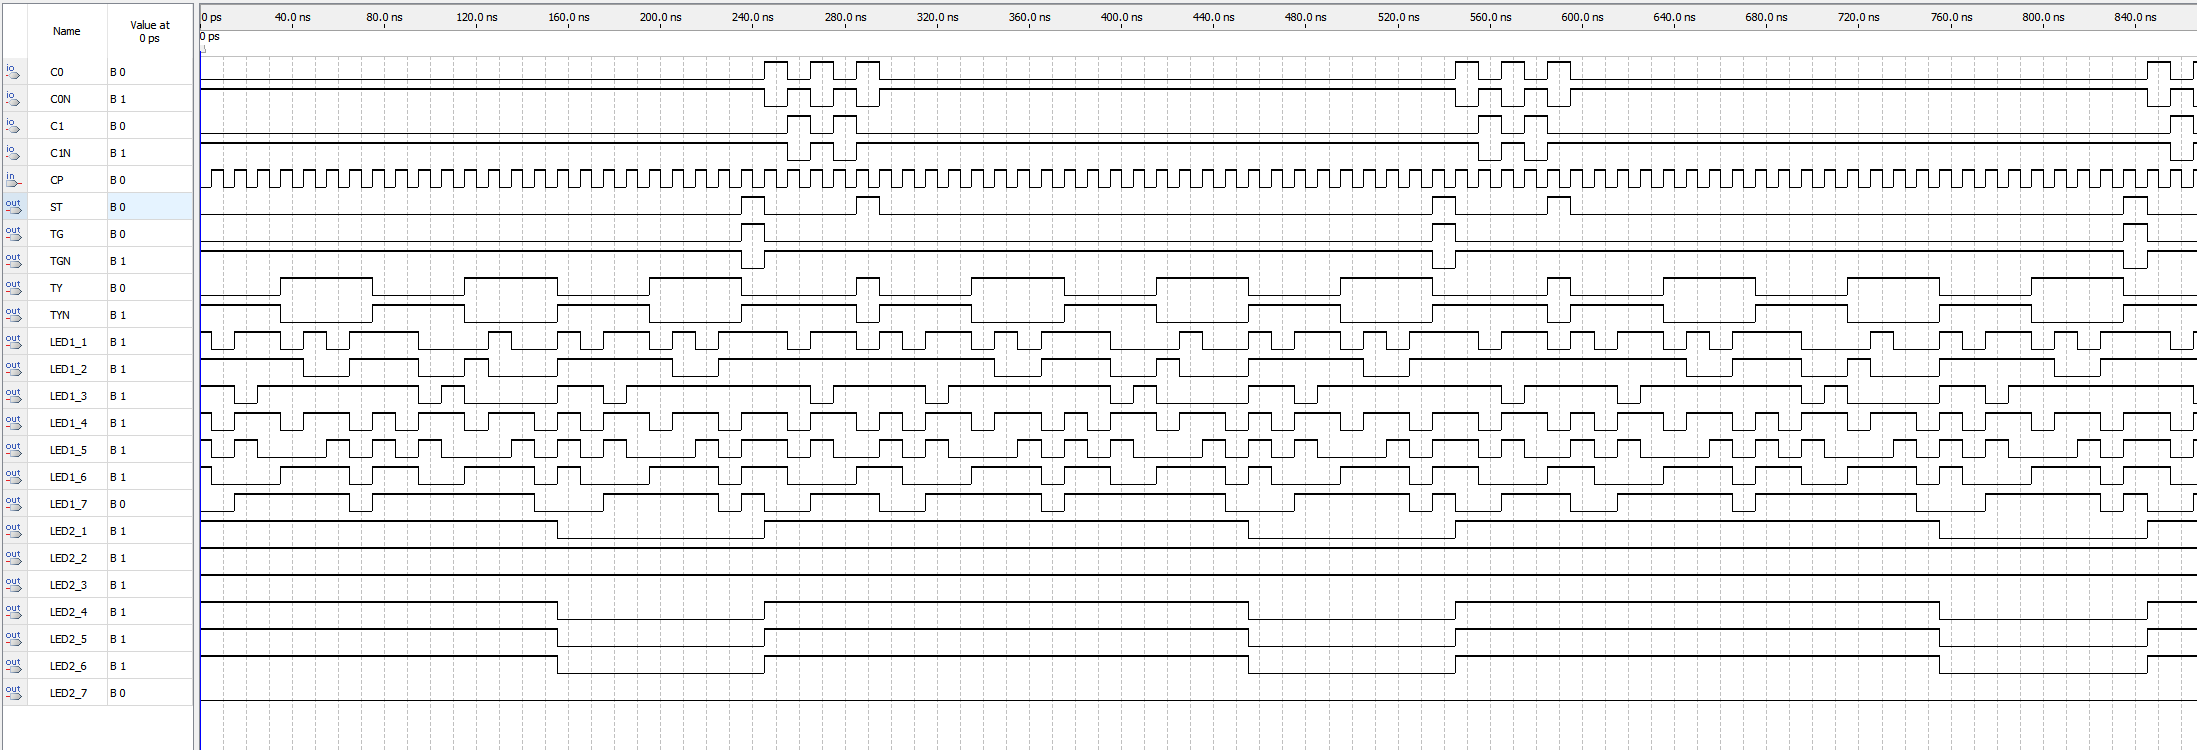 Name Value at 0 ps 0 ps 40.0 ns 80.0 ns 120.0 ns 160.0 ns 200.0 ns 240.0 ns 280.0 ns 320.0 ns 360.0 ns 400.0 ns 440.0 ns 480.0 ns 520.0 ns 560.0 ns 600.0 ns 640.0 ns 680.0 ns 720.0 ns 760.0 ns 800.0 ns 840.0 ns
0 ps
io C0 B 0
io C0N B 1
io C1 B 0
io C1N B 1
in CP B 0
out ST B 0
out TG B 0
out TGN B 1
out TY B 0
out TYN B 1
out LED1_1 B 1
out LED1_2 B 1
out LED1_3 B 1
out LED1_4 B 1
out LED1_5 B 1
out LED1_6 B 1
out LED1_7 B 0
out LED2_1 B 1
out LED2_2 B 1
out LED2_3 B 1
out LED2_4 B 1
out LED2_5 B 1
out LED2_6 B 1
out LED2_7 B 0